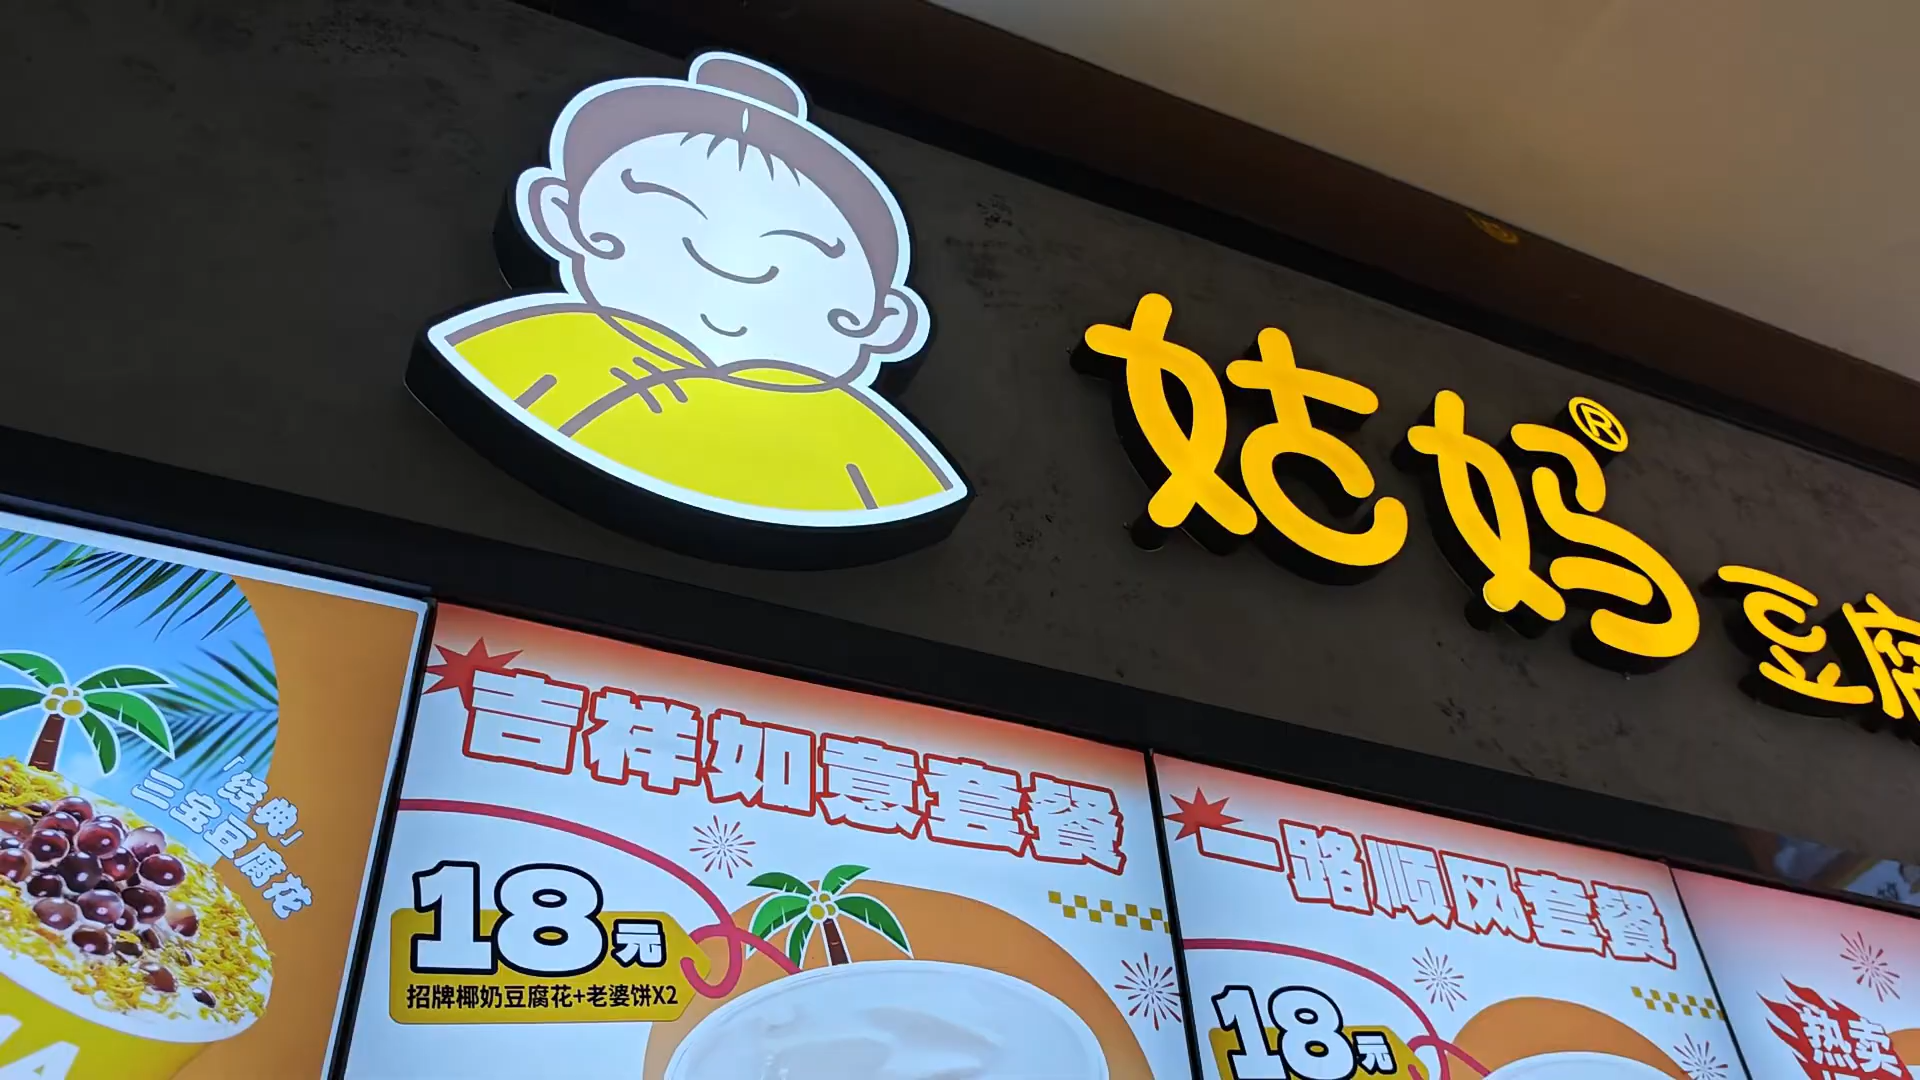 姑妈®
豆腐
「经典」
三宝豆腐花
吉祥如意套餐
18元
招牌椰奶豆腐花+老婆饼X2
一路顺风套餐
18元
热卖